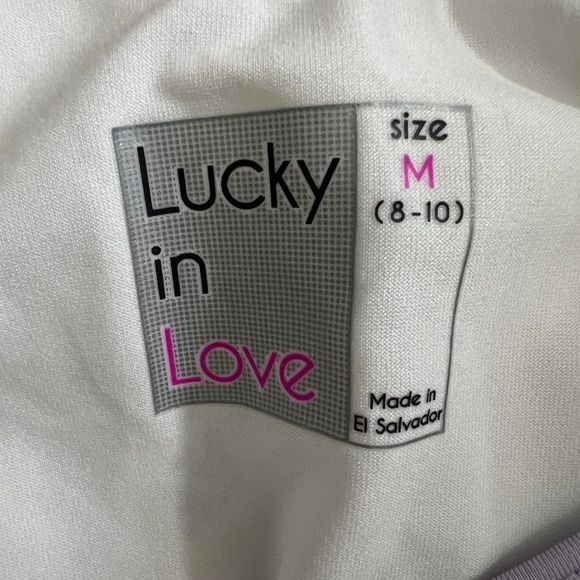 Lucky
in
Love
size
M
(8-10)
Made in
El Salvador